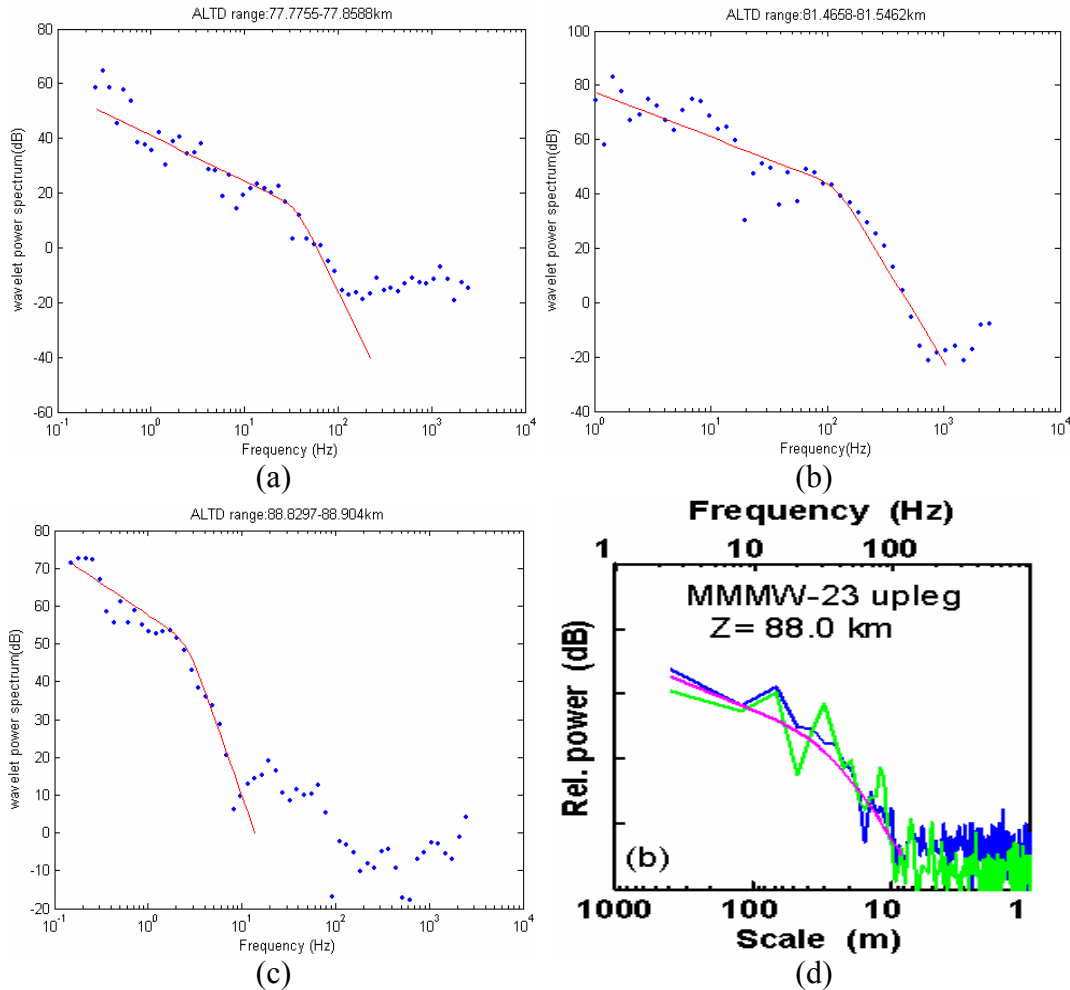 ALTD range:77.7755-77.8588km
80
60
40
20
0
-20
-40
-60
wavelet power spectrum(dB)
10^-1 10^0 10^1 10^2 10^3 10^4
Frequency (Hz)
(a)
ALTD range:81.4658-81.5462km
100
80
60
40
20
0
-20
-40
wavelet power spectrum(dB)
10^0 10^1 10^2 10^3 10^4
Frequency(Hz)
(b)
ALTD range:88.8297-88.904km
80
70
60
50
40
30
20
10
0
-10
-20
wavelet power spectrum(dB)
10^-1 10^0 10^1 10^2 10^3 10^4
Frequency (Hz)
(c)
Frequency (Hz)
1 10 100
MMMW-23 upleg
Z= 88.0 km
Rel. power (dB)
(b)
1000 100 10 1
Scale (m)
(d)